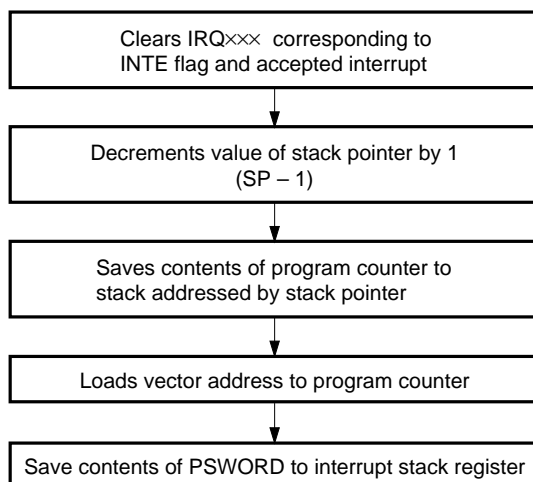 Clears IRQ××× corresponding to
INTE flag and accepted interrupt
Decrements value of stack pointer by 1
(SP – 1)
Saves contents of program counter to
stack addressed by stack pointer
Loads vector address to program counter
Save contents of PSWORD to interrupt stack register